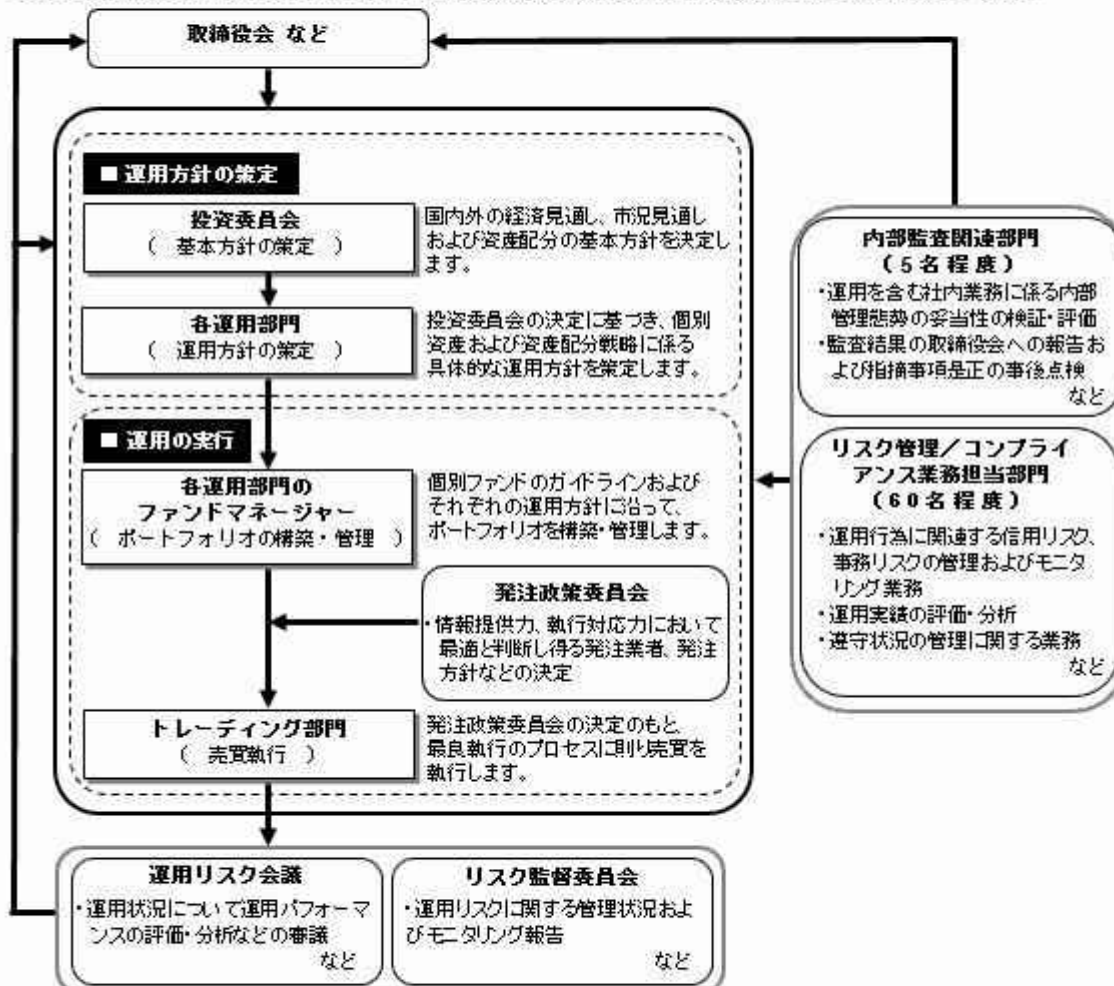 取締役会 など
■ 運用方針の策定
投資委員会
( 基本方針の策定 )
国内外の経済見通し、市況見通し
および資産配分の基本方針を決定し
ます。
各運用部門
( 運用方針の策定 )
投資委員会の決定に基づき、個別
資産および資産配分戦略に係る
具体的な運用方針を策定します。
■ 運用の実行
各運用部門の
ファンドマネージャー
( ポートフォリオの構築・管理 )
個別ファンドのガイドラインおよび
それぞれの運用方針に沿って、
ポートフォリオを構築・管理します。
発注政策委員会
・情報提供力、執行対応力において
最適と判断し得る発注業者、発注
方針などの決定
トレーディング部門
( 売買執行 )
発注政策委員会の決定のもと、
最良執行のプロセスに則り売買を
執行します。
内部監査関連部門
(5名程度)
・運用を含む社内業務に係る内部
管理態勢の妥当性の検証・評価
・監査結果の取締役会への報告お
よび指摘事項是正の事後点検
など
リスク管理/コンプライ
アンス業務担当部門
(60名程度)
・運用行為に関連する信用リスク、
事務リスクの管理およびモニタ
リング業務
・運用実績の評価・分析
・遵守状況の管理に関する業務
など
運用リスク会議
・運用状況について運用パフォーマ
ンスの評価・分析などの審議
など
リスク監督委員会
・運用リスクに関する管理状況およ
びモニタリング報告
など